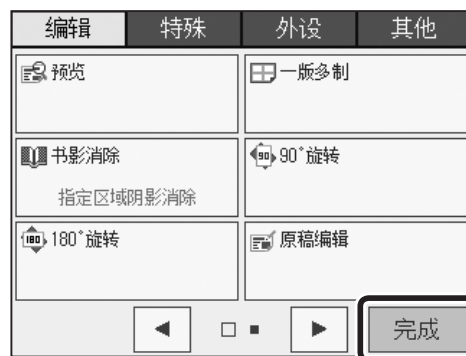 编辑 特殊 外设 其他
预览 一版多制
书影消除 90 90°旋转
指定区域阴影消除
180 180°旋转 原稿编辑
完成